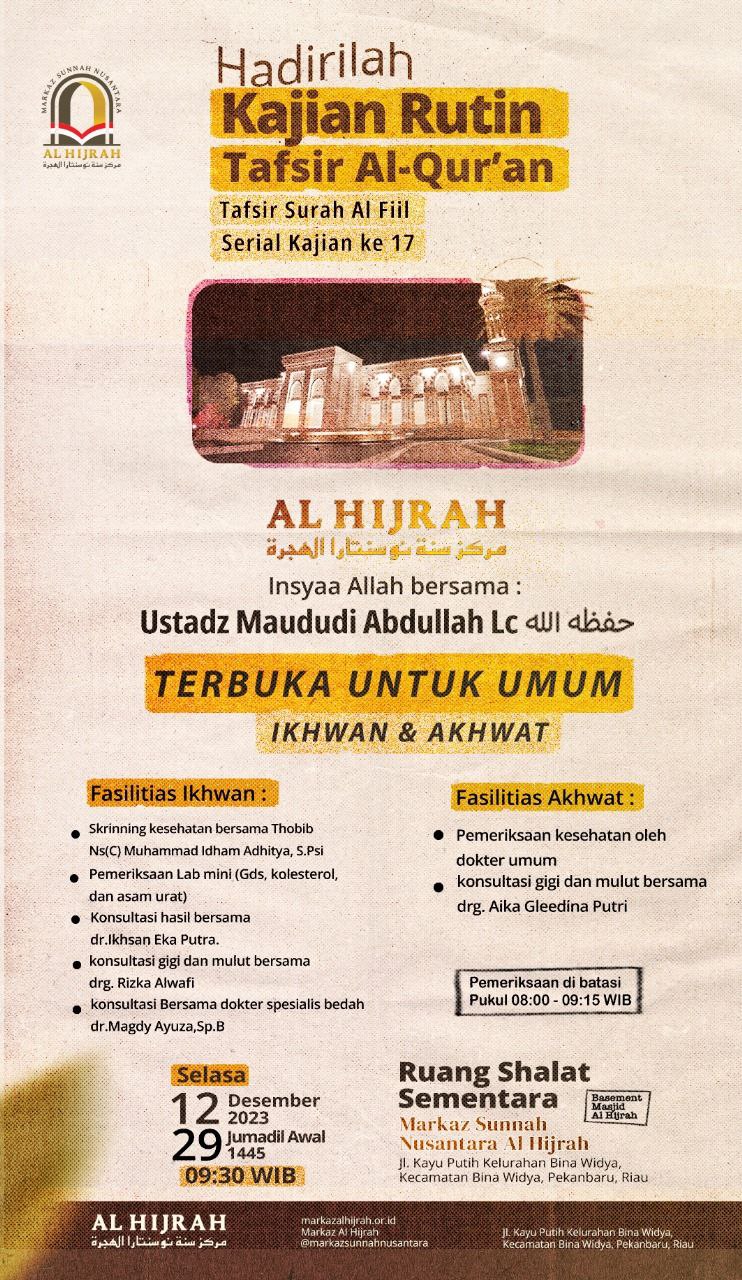 MARKAZ SUNNAH NUSANTARA
AL HIJRAH
مركز سنة نوسنتارا الهجرة
Hadirilah
Kajian Rutin
Tafsir Al-Qur'an
Tafsir Surah Al Fiil
Serial Kajian ke 17
AL HIJRAH
مركز سنة نوسنتارا الهجرة
Insyaa Allah bersama :
Ustadz Maududi Abdullah Lc حفظه الله
TERBUKA UNTUK UMUM
IKHWAN & AKHWAT
Fasilitias Ikhwan :
Skrinning kesehatan bersama Thobib
Ns(C) Muhammad Idham Adhitya, S.Psi
Pemeriksaan Lab mini (Gds, kolesterol,
dan asam urat)
Konsultasi hasil bersama
dr.Ikhsan Eka Putra.
konsultasi gigi dan mulut bersama
drg. Rizka Alwafi
konsultasi Bersama dokter spesialis bedah
dr.Magdy Ayuza,Sp.B
Fasilitias Akhwat :
Pemeriksaan kesehatan oleh
dokter umum
konsultasi gigi dan mulut bersama
drg. Aika Gleedina Putri
Pemeriksaan di batasi
Pukul 08:00 - 09:15 WIB
Selasa
12 Desember
2023
29 Jumadil Awal
1445
09:30 WIB
Ruang Shalat
Sementara
Basement
Masjid
Al Hijrah
Markaz Sunnah
Nusantara Al Hijrah
Jl. Kayu Putih Kelurahan Bina Widya,
Kecamatan Bina Widya, Pekanbaru, Riau
AL HIJRAH
مركز سنة نوسنتارا الهجرة
markazalhijrah.or.id
Markaz Al Hijrah
@markazsunnahnusantara
Jl. Kayu Putih Kelurahan Bina Widya,
Kecamatan Bina Widya, Pekanbaru, Riau